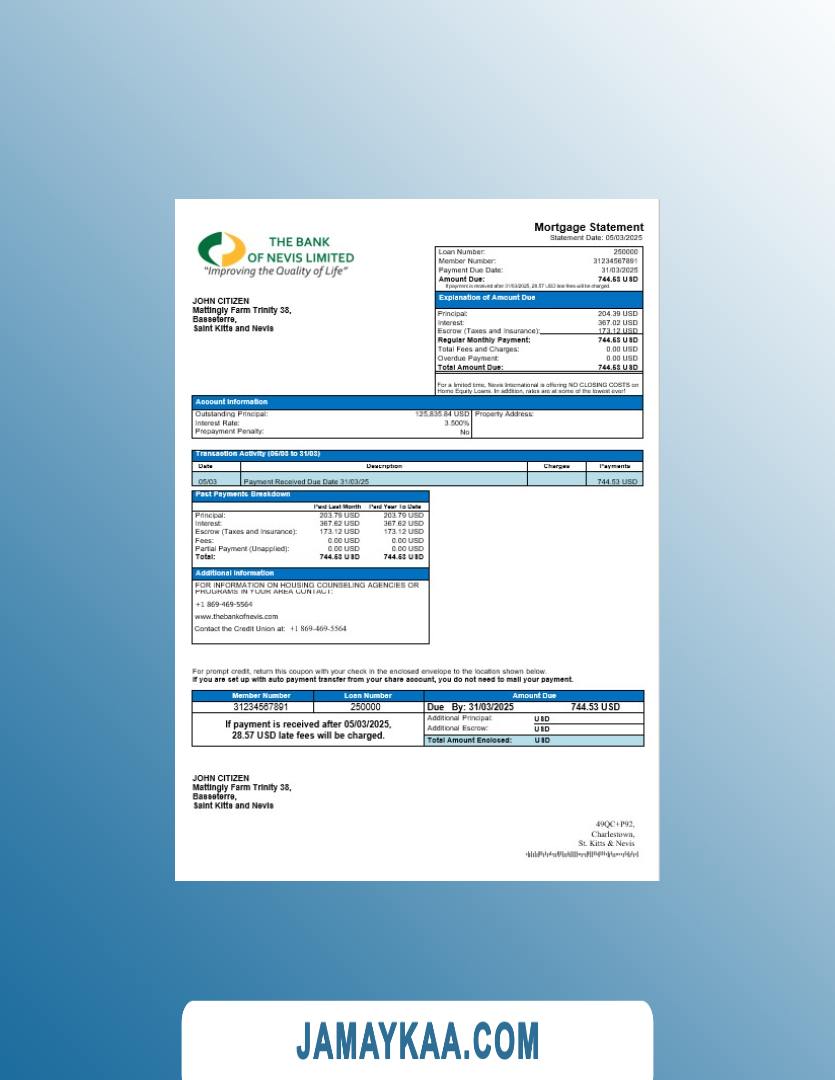 Mortgage Statement
Statement Date: 05/03/2025
THE BANK
OF NEVIS LIMITED
"Improving the Quality of Life"
Loan Number: 250000
Member Number: 31234567891
Payment Due Date: 31/03/2025
Amount Due: 744.53 USD
If payment is received after 31/03/2025, 28.57 USD late fees will be charged.
JOHN CITIZEN
Mattingly Farm Trinity 38,
Basseterre,
Saint Kitts and Nevis
Explanation of Amount Due
Principal: 204.39 USD
Interest: 367.02 USD
Escrow (Taxes and Insurance): 173.12 USD
Regular Monthly Payment: 744.53 USD
Total Fees and Charges: 0.00 USD
Overdue Payment: 0.00 USD
Total Amount Due: 744.53 USD
For a limited time, Nevis International is offering NO CLOSING COSTS on
Home Equity Loans. In addition, rates are at some of the lowest ever!
Account Information
Outstanding Principal: 125,835.84 USD Property Address:
Interest Rate: 3.500%
Prepayment Penalty: No
Transaction Activity (05/03 to 31/03)
Date Description Charges Payments
05/03 Payment Received Due Date 31/03/25 744.53 USD
Past Payments Breakdown
Paid Last Month Paid Year To Date
Principal: 203.79 USD 203.79 USD
Interest: 367.62 USD 367.62 USD
Escrow (Taxes and Insurance): 173.12 USD 173.12 USD
Fees: 0.00 USD 0.00 USD
Partial Payment (Unapplied): 0.00 USD 0.00 USD
Total: 744.53 USD 744.53 USD
Additional Information
FOR INFORMATION ON HOUSING COUNSELING AGENCIES OR
PROGRAMS IN YOUR AREA CONTACT:
+1 869-469-5564
www.thebankofnevis.com
Contact the Credit Union at: +1 869-469-5564
For prompt credit, return this coupon with your check in the enclosed envelope to the location shown below.
If you are set up with auto payment transfer from your share account, you do not need to mail your payment.
Member Number Loan Number Amount Due
31234567891 250000 Due By: 31/03/2025 744.53 USD
If payment is received after 05/03/2025,
28.57 USD late fees will be charged.
Additional Principal: USD
Additional Escrow: USD
Total Amount Enclosed: USD
JOHN CITIZEN
Mattingly Farm Trinity 38,
Basseterre,
Saint Kitts and Nevis
49QC+P92,
Charlestown,
St. Kitts & Nevis
JAMAYKAA.COM